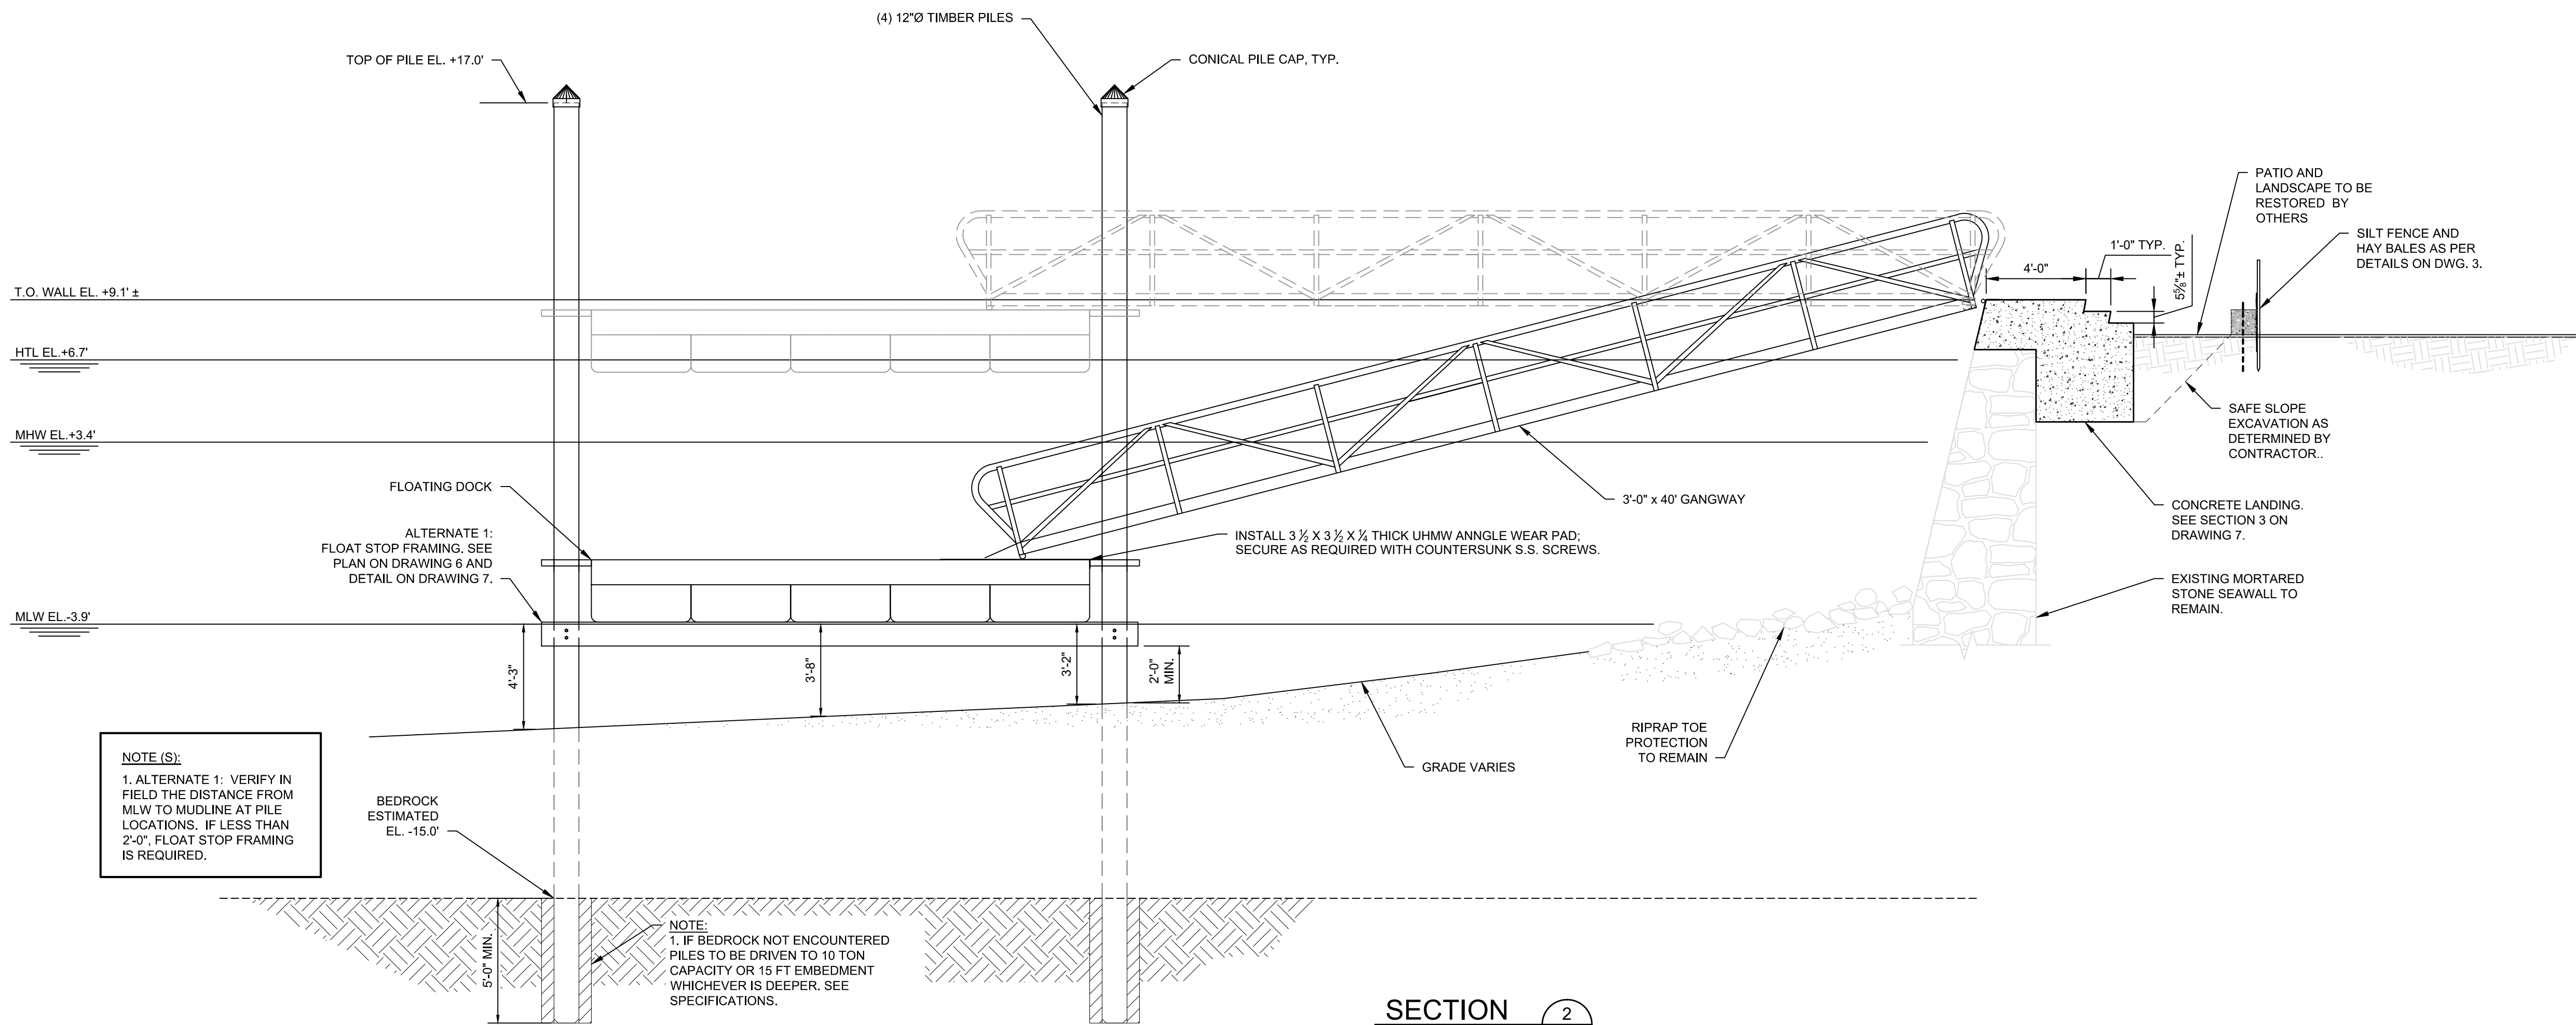 (4) 12"Ø TIMBER PILES
TOP OF PILE EL. +17.0'
CONICAL PILE CAP, TYP.
PATIO AND
LANDSCAPE TO BE
RESTORED BY
OTHERS
SILT FENCE AND
HAY BALES AS PER
DETAILS ON DWG. 3.
1'-0" TYP.
4'-0"
5⅝"± TYP.
T.O. WALL EL. +9.1' ±
HTL EL.+6.7'
MHW EL.+3.4'
SAFE SLOPE
EXCAVATION AS
DETERMINED BY
CONTRACTOR..
FLOATING DOCK
3'-0" x 40' GANGWAY
CONCRETE LANDING.
SEE SECTION 3 ON
DRAWING 7.
ALTERNATE 1:
FLOAT STOP FRAMING. SEE
PLAN ON DRAWING 6 AND
DETAIL ON DRAWING 7.
INSTALL 3 ½ X 3 ½ X ¼ THICK UHMW ANNGLE WEAR PAD;
SECURE AS REQUIRED WITH COUNTERSUNK S.S. SCREWS.
EXISTING MORTARED
STONE SEAWALL TO
REMAIN.
MLW EL.-3.9'
4'-3"
3'-8"
3'-2"
2'-0"
MIN.
RIPRAP TOE
PROTECTION
TO REMAIN
GRADE VARIES
NOTE (S):
1. ALTERNATE 1: VERIFY IN
FIELD THE DISTANCE FROM
MLW TO MUDLINE AT PILE
LOCATIONS. IF LESS THAN
2'-0", FLOAT STOP FRAMING
IS REQUIRED.
BEDROCK
ESTIMATED
EL. -15.0'
5'-0" MIN.
NOTE:
1. IF BEDROCK NOT ENCOUNTERED
PILES TO BE DRIVEN TO 10 TON
CAPACITY OR 15 FT EMBEDMENT
WHICHEVER IS DEEPER. SEE
SPECIFICATIONS.
SECTION 2